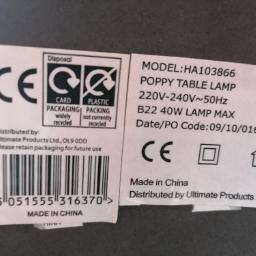 Disposal
CE
CARD
PACKAGING
widely
recycled
PLASTIC
PACKING
not currently
recycled
Ultimate Products Ltd., OL9 0DD
Please retain packaging for future use
5 051555 316370
MADE IN CHINA
MODEL:HA103866
POPPY TABLE LAMP
220V-240V~50Hz
B22 40W LAMP MAX
Date/PO Code:09/10/016
CE
Made in China
Distributed by Ultimate Products